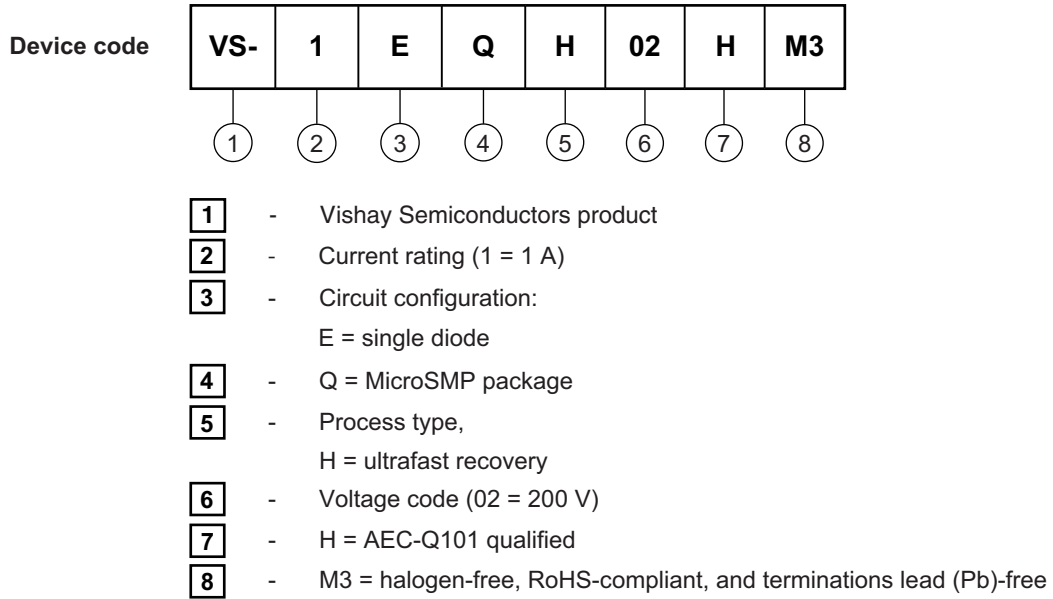 Device code VS- 1 E Q H 02 H M3
1 2 3 4 5 6 7 8
1 - Vishay Semiconductors product
2 - Current rating (1 = 1 A)
3 - Circuit configuration:
E = single diode
4 - Q = MicroSMP package
5 - Process type,
H = ultrafast recovery
6 - Voltage code (02 = 200 V)
7 - H = AEC-Q101 qualified
8 - M3 = halogen-free, RoHS-compliant, and terminations lead (Pb)-free